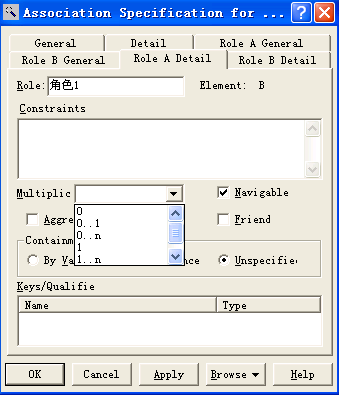 Association Specification for ...
General Detail Role A General
Role B General Role A Detail Role B Detail
Role: 角色1 Element: B
Constraints
Multiplic Navigable
0
0..1
0..n
1
1..n
Aggre Friend
Containm
By Va nce Unspecifie
Keys/Qualifie
Name Type
OK Cancel Apply Browse Help